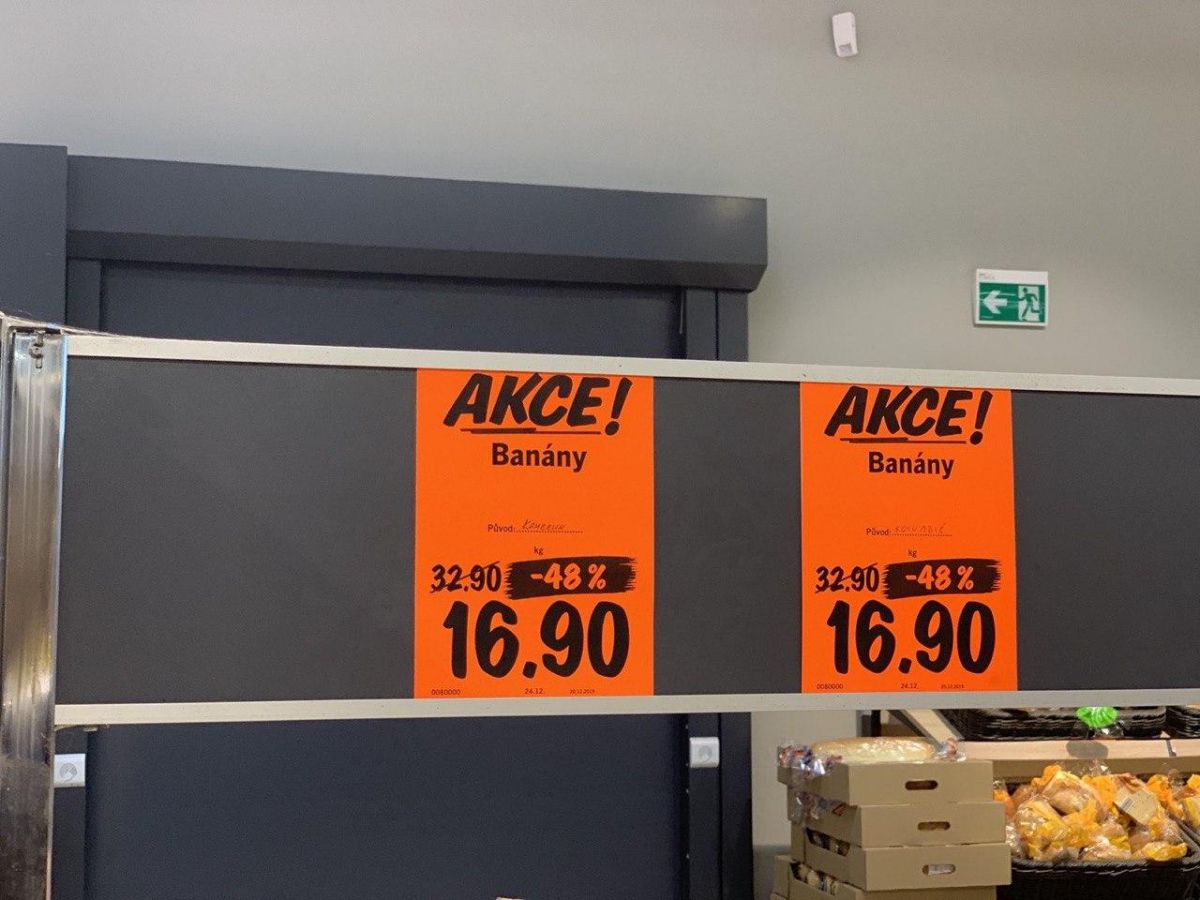 AKCE!
Banány
Původ: Kamerun
kg
32.90 -48%
16.90
0080000 24.12.
AKCE!
Banány
Původ:
kg
32.90 -48%
16.90
0080000 24.12.